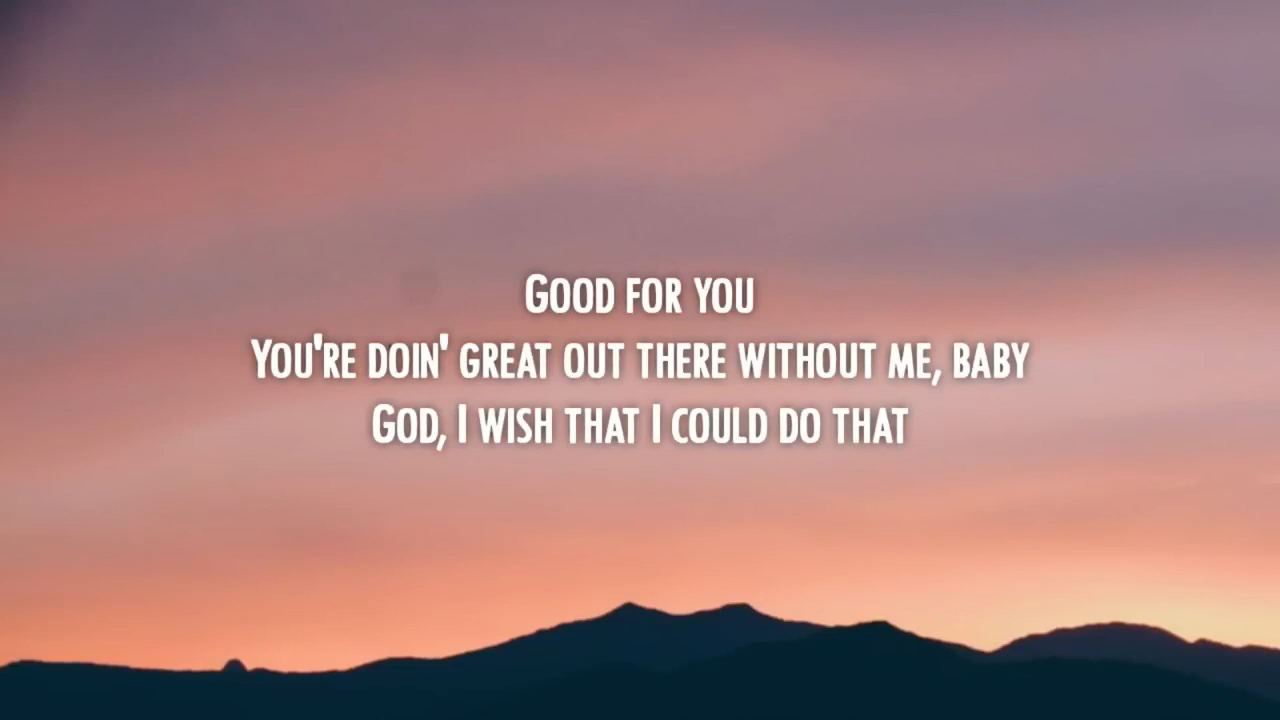 Good for you
You're doin' great out there without me, baby
God, I wish that I could do that